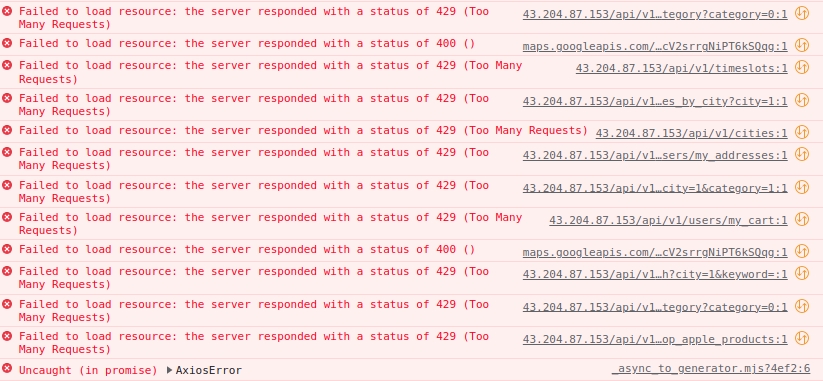 Failed to load resource: the server responded with a status of 429 (Too Many Requests) 43.204.87.153/api/v1…tegory?category=0:1
Failed to load resource: the server responded with a status of 400 () maps.googleapis.com/…cV2srrgNiPT6kSQqg:1
Failed to load resource: the server responded with a status of 429 (Too Many Requests) 43.204.87.153/api/v1/timeslots:1
Failed to load resource: the server responded with a status of 429 (Too Many Requests) 43.204.87.153/api/v1…es_by_city?city=1:1
Failed to load resource: the server responded with a status of 429 (Too Many Requests) 43.204.87.153/api/v1/cities:1
Failed to load resource: the server responded with a status of 429 (Too Many Requests) 43.204.87.153/api/v1…sers/my_addresses:1
Failed to load resource: the server responded with a status of 429 (Too Many Requests) 43.204.87.153/api/v1…city=1&category=1:1
Failed to load resource: the server responded with a status of 429 (Too Many Requests) 43.204.87.153/api/v1/users/my_cart:1
Failed to load resource: the server responded with a status of 400 () maps.googleapis.com/…cV2srrgNiPT6kSQqg:1
Failed to load resource: the server responded with a status of 429 (Too Many Requests) 43.204.87.153/api/v1…h?city=1&keyword=:1
Failed to load resource: the server responded with a status of 429 (Too Many Requests) 43.204.87.153/api/v1…tegory?category=0:1
Failed to load resource: the server responded with a status of 429 (Too Many Requests) 43.204.87.153/api/v1…op_apple_products:1
Uncaught (in promise) ▶AxiosError _async_to_generator.mjs?4ef2:6